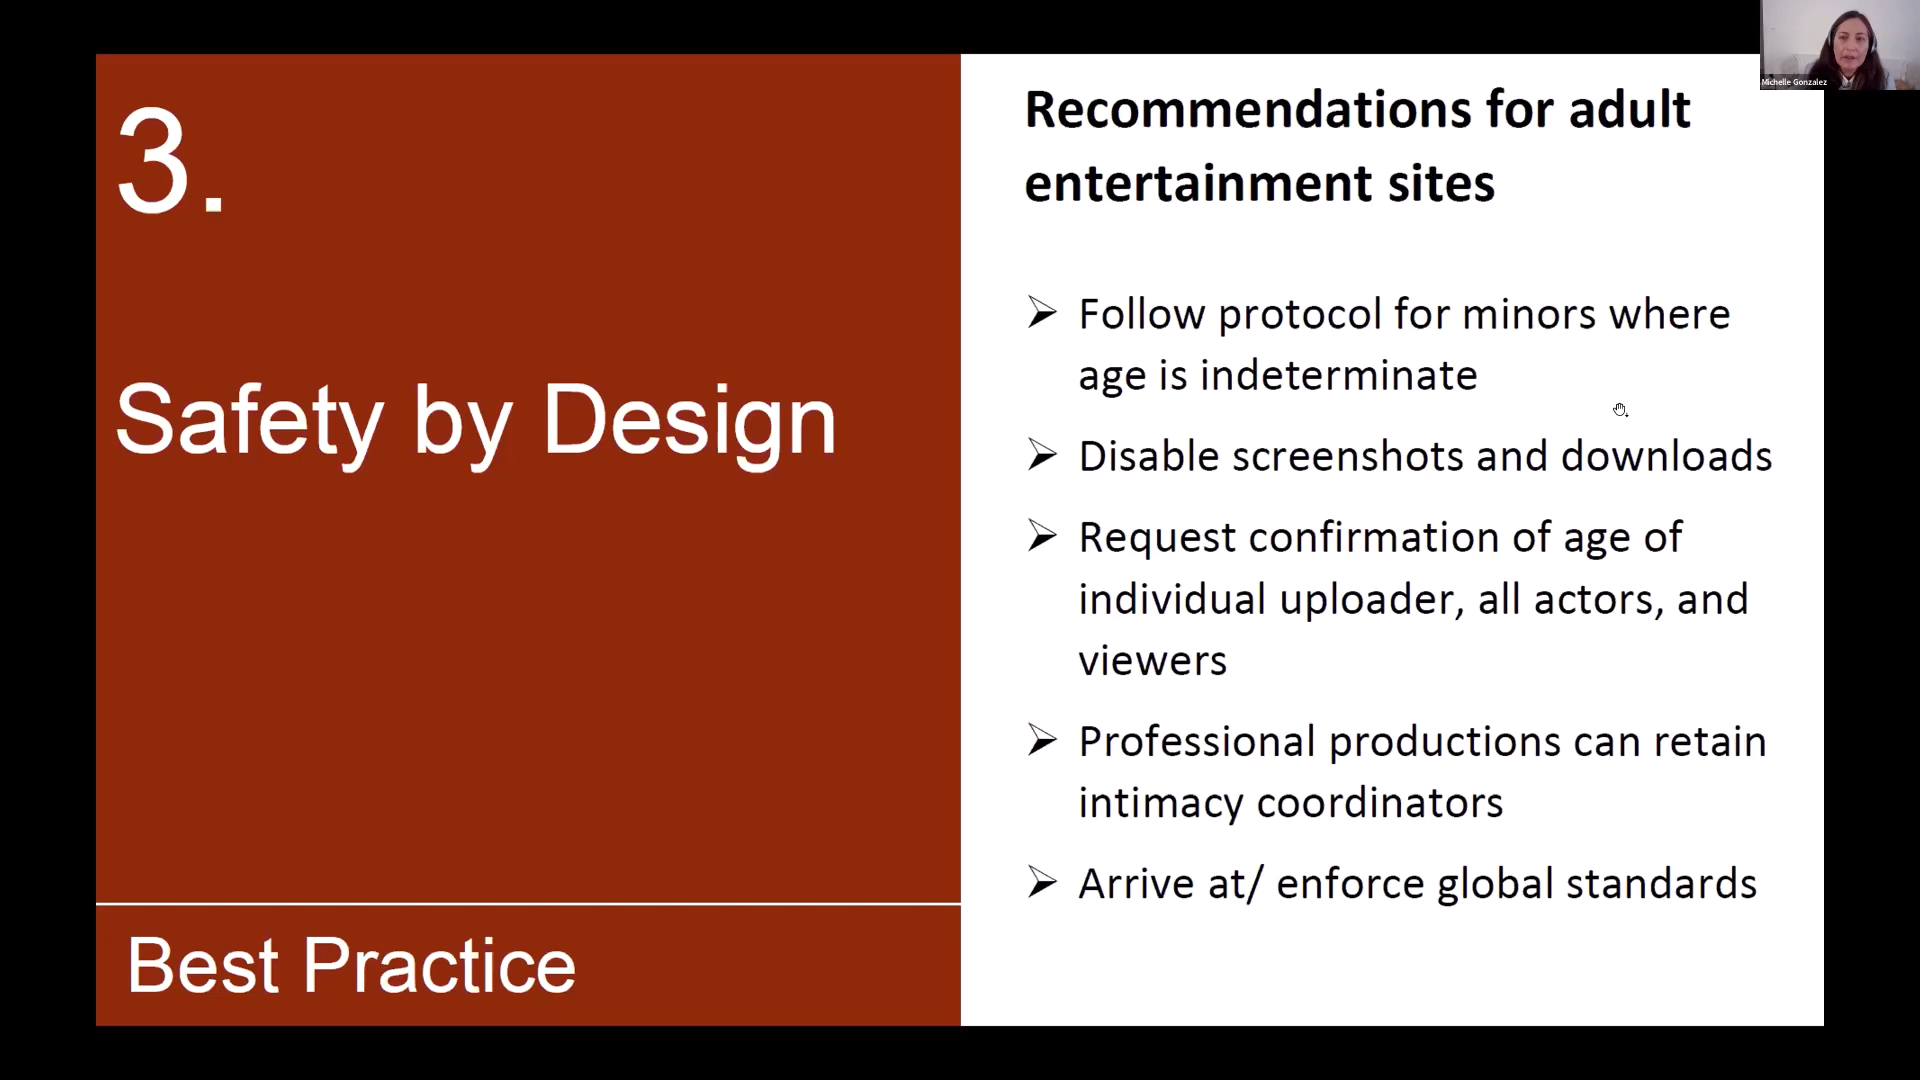 3.
Safety by Design
Best Practice
Recommendations for adult
entertainment sites
➢ Follow protocol for minors where
age is indeterminate
➢ Disable screenshots and downloads
➢ Request confirmation of age of
individual uploader, all actors, and
viewers
➢ Professional productions can retain
intimacy coordinators
➢ Arrive at/ enforce global standards
Michelle Gonzalez